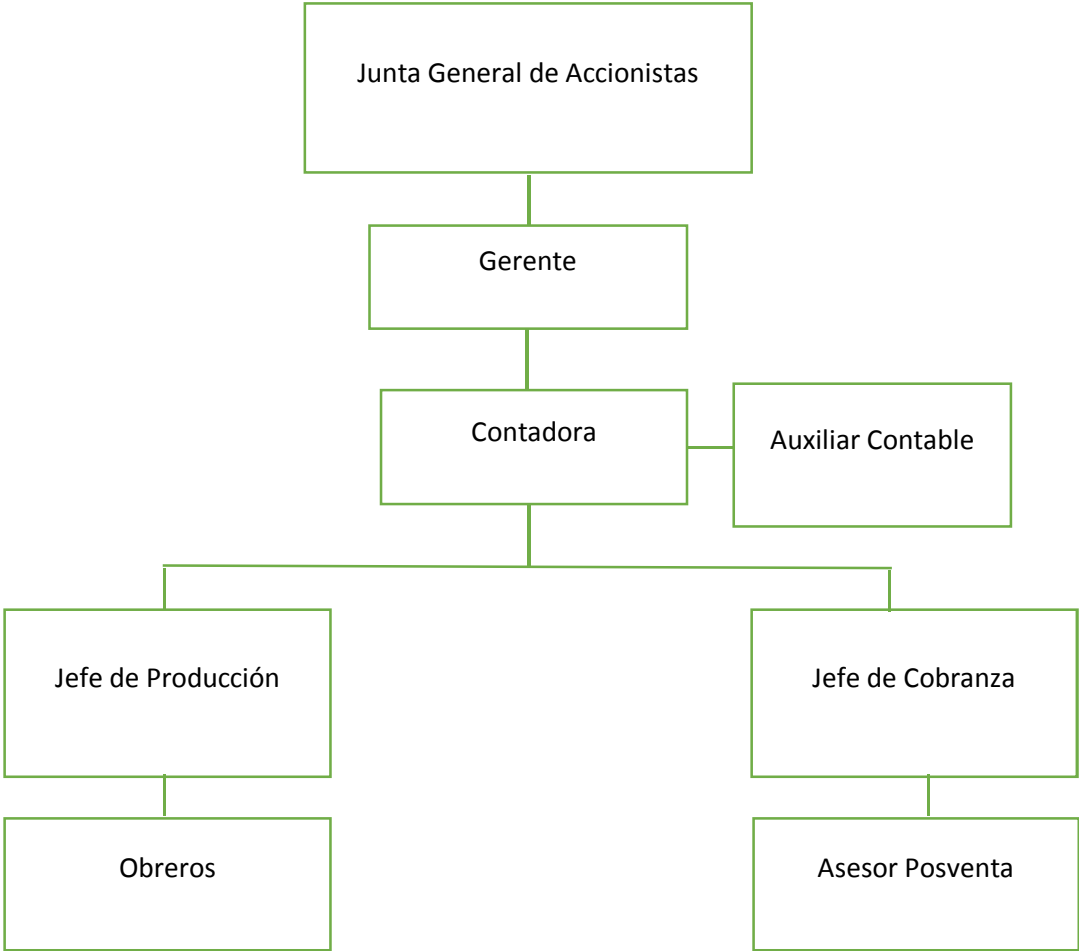 Junta General de Accionistas
Gerente
Contadora
Auxiliar Contable
Jefe de Producción
Jefe de Cobranza
Obreros
Asesor Posventa